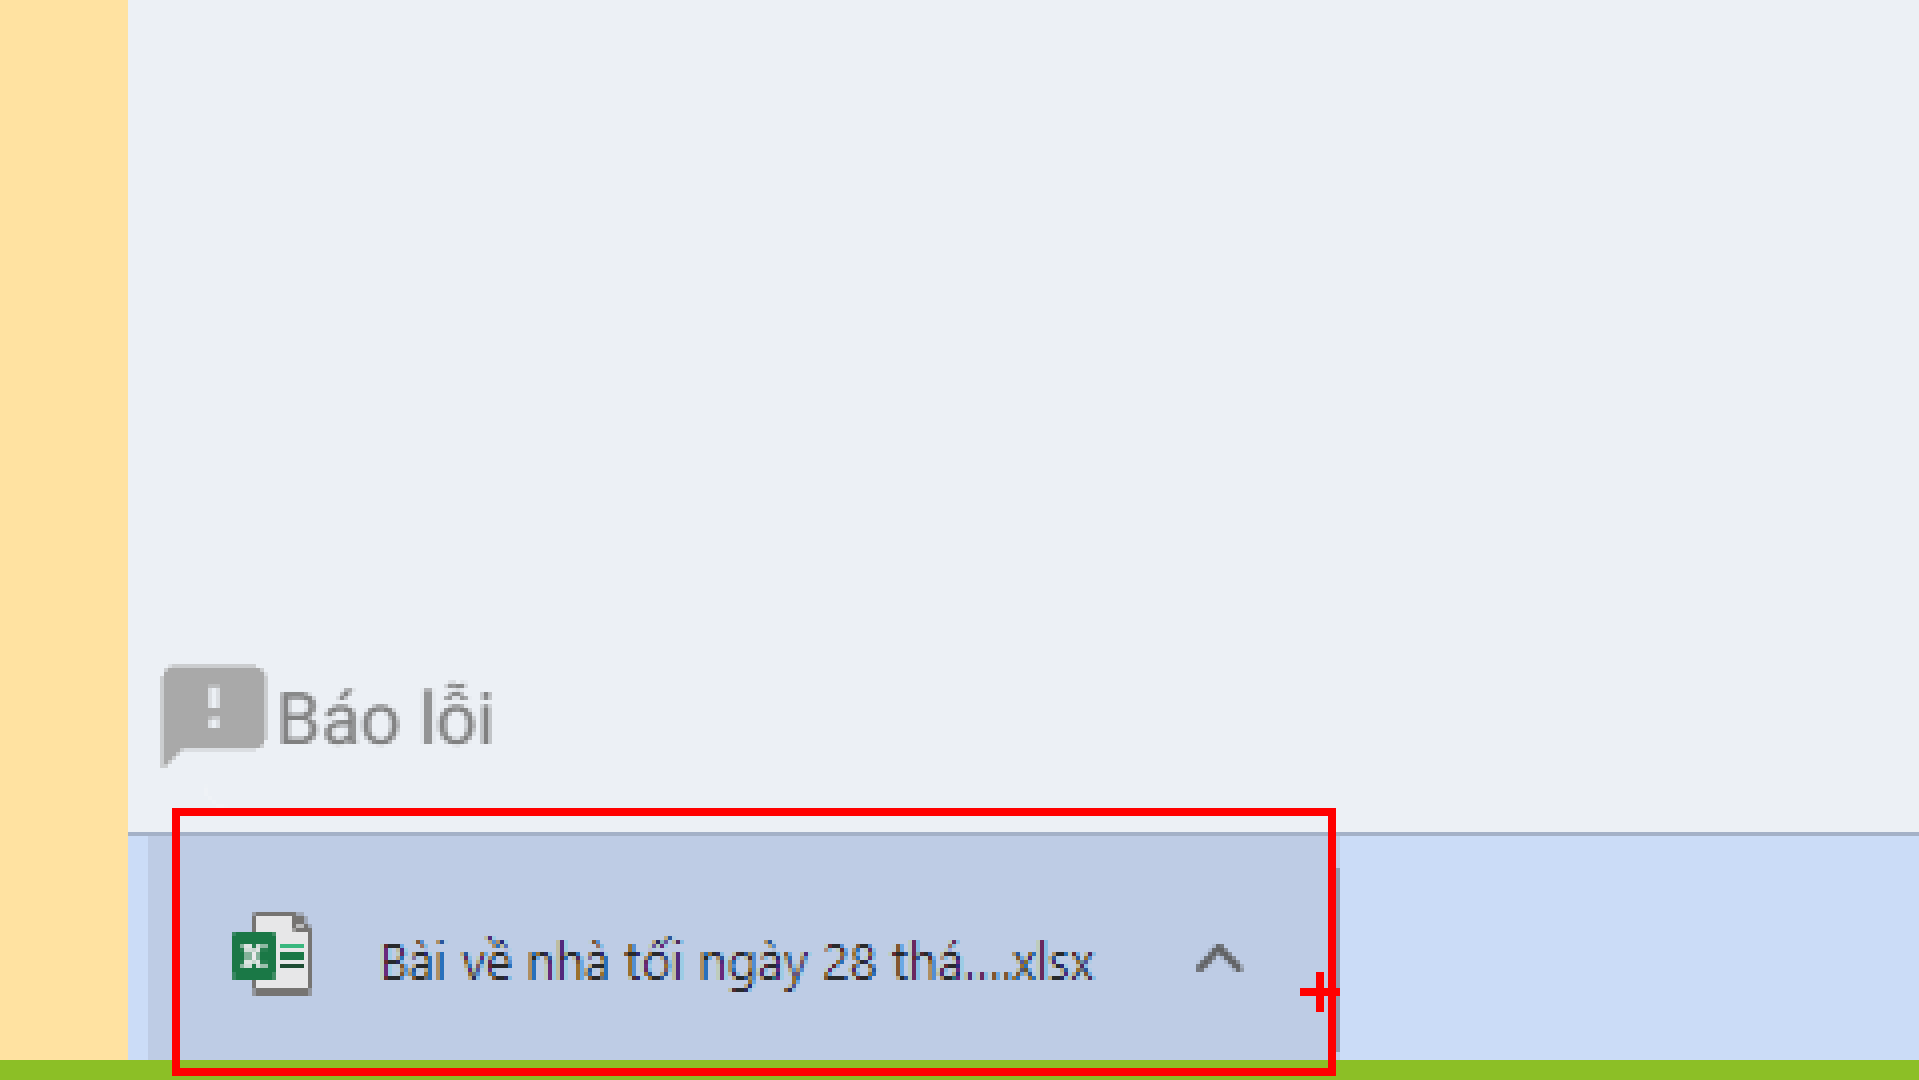 Báo lỗi
Bài về nhà tối ngày 28 thá....xlsx